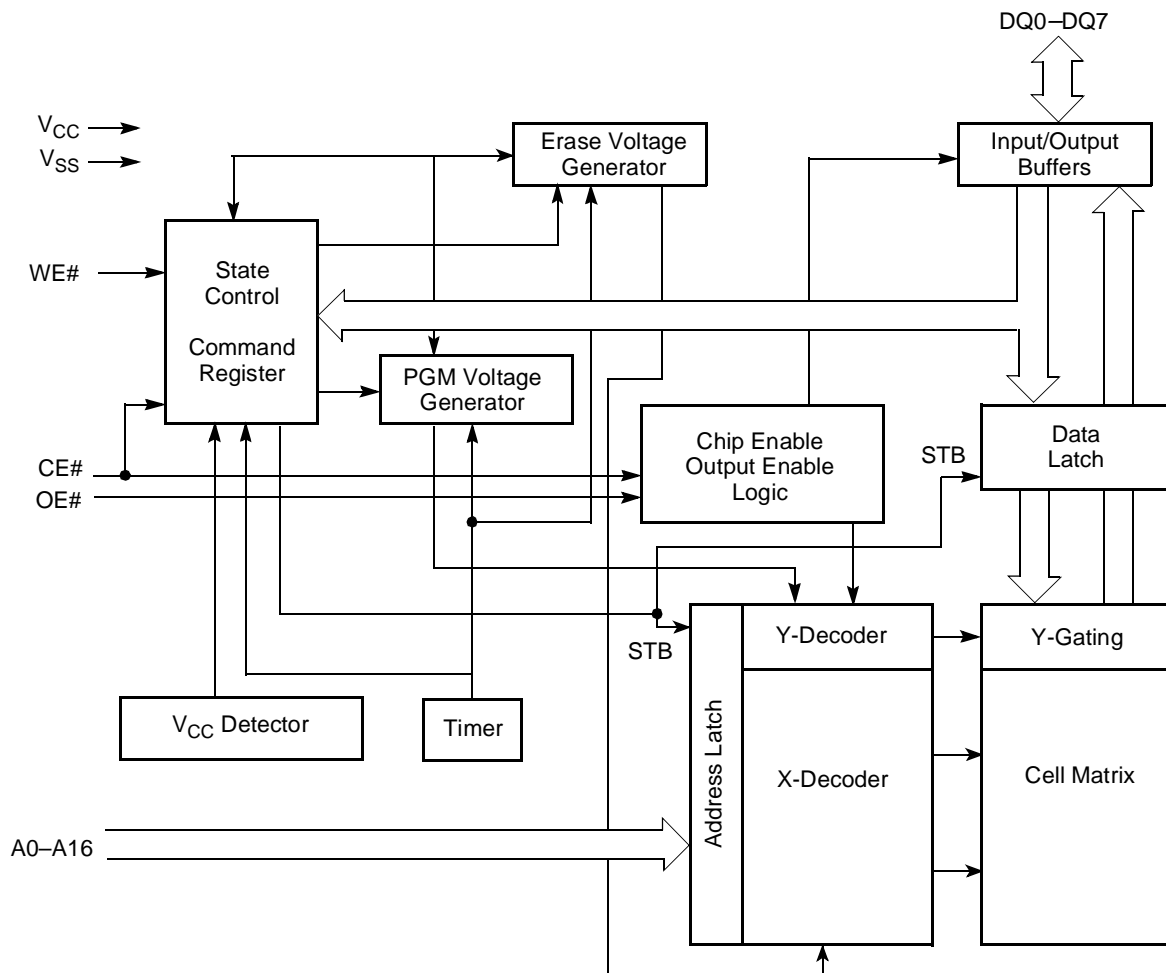 DQ0–DQ7
VCC
VSS
Erase Voltage
Generator
Input/Output
Buffers
WE#
State
Control
Command
Register
PGM Voltage
Generator
Chip Enable
Output Enable
Logic
STB
Data
Latch
CE#
OE#
STB
Address Latch
Y-Decoder
Y-Gating
VCC Detector
Timer
X-Decoder
Cell Matrix
A0–A16